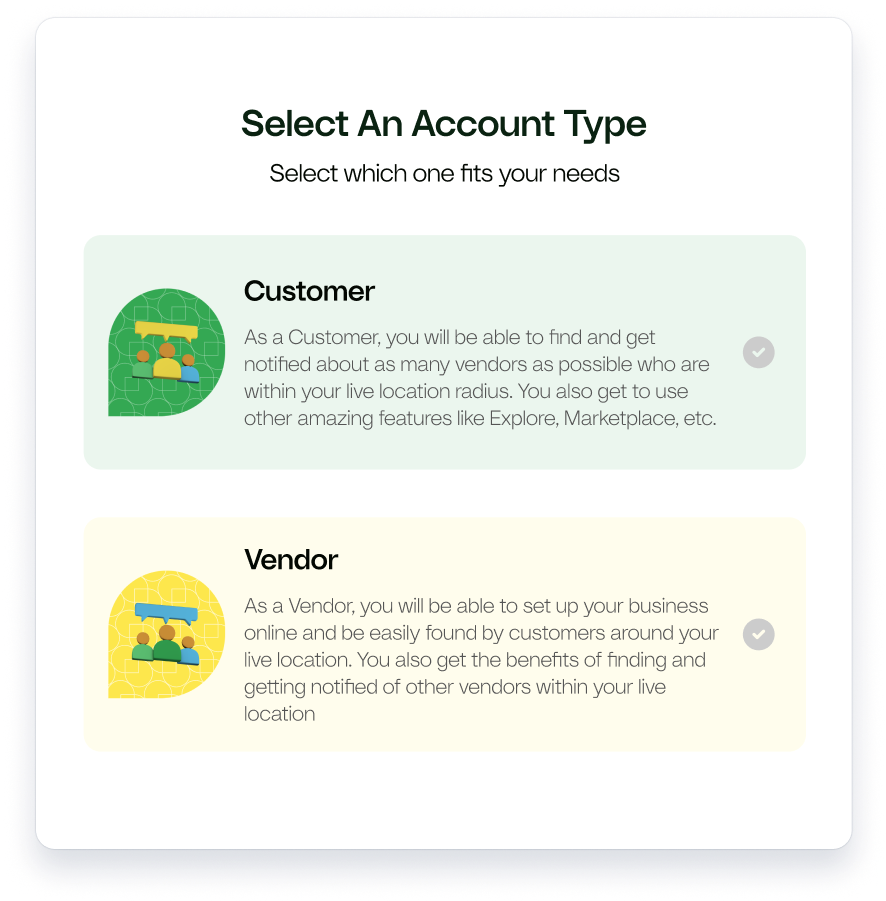 Select An Account Type
Select which one fits your needs
Customer
As a Customer, you will be able to find and get
notified about as many vendors as possible who are
within your live location radius. You also get to use
other amazing features like Explore, Marketplace, etc.
Vendor
As a Vendor, you will be able to set up your business
online and be easily found by customers around your
live location. You also get the benefits of finding and
getting notified of other vendors within your live
location